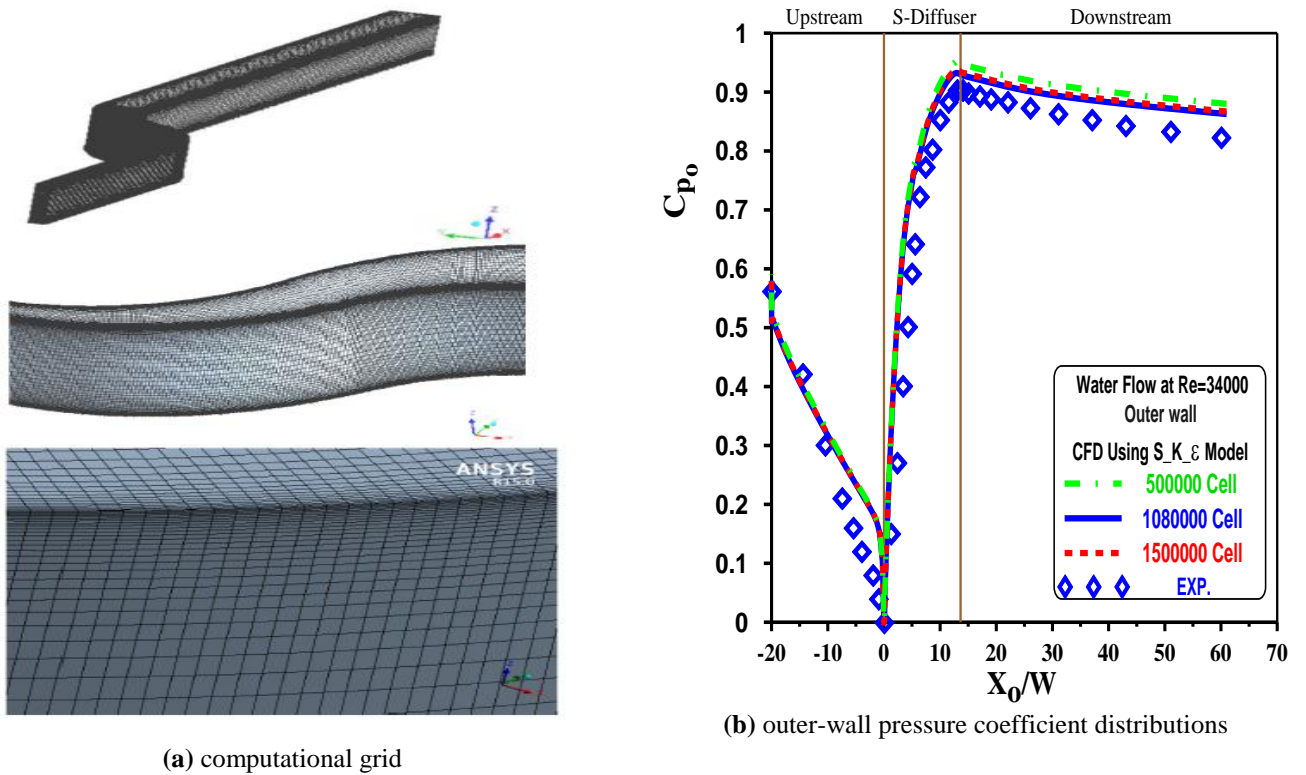 Upstream S-Diffuser Downstream
1
0.9
0.8
0.7
0.6
0.5
0.4
0.3
0.2
0.1
0
Cpo
-20 -10 0 10 20 30 40 50 60 70
XO/W
Water Flow at Re=34000
Outer wall
CFD Using S_K_ε Model
500000 Cell
1080000 Cell
1500000 Cell
EXP.
ANSYS
R15.0
(a) computational grid
(b) outer-wall pressure coefficient distributions